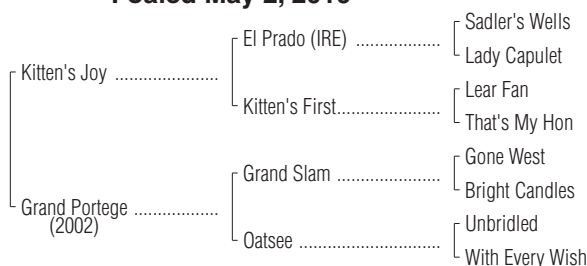 Foaled May 2,
Sadler's Wells
El Prado (IRE) ..................
Lady Capulet
Kitten's Joy ......................
Lear Fan
Kitten's First......................
That's My Hon
Gone West
Grand Slam ......................
Bright Candles
Grand Portege ..................
(2002)
Unbridled
Oatsee ..............................
With Every Wish